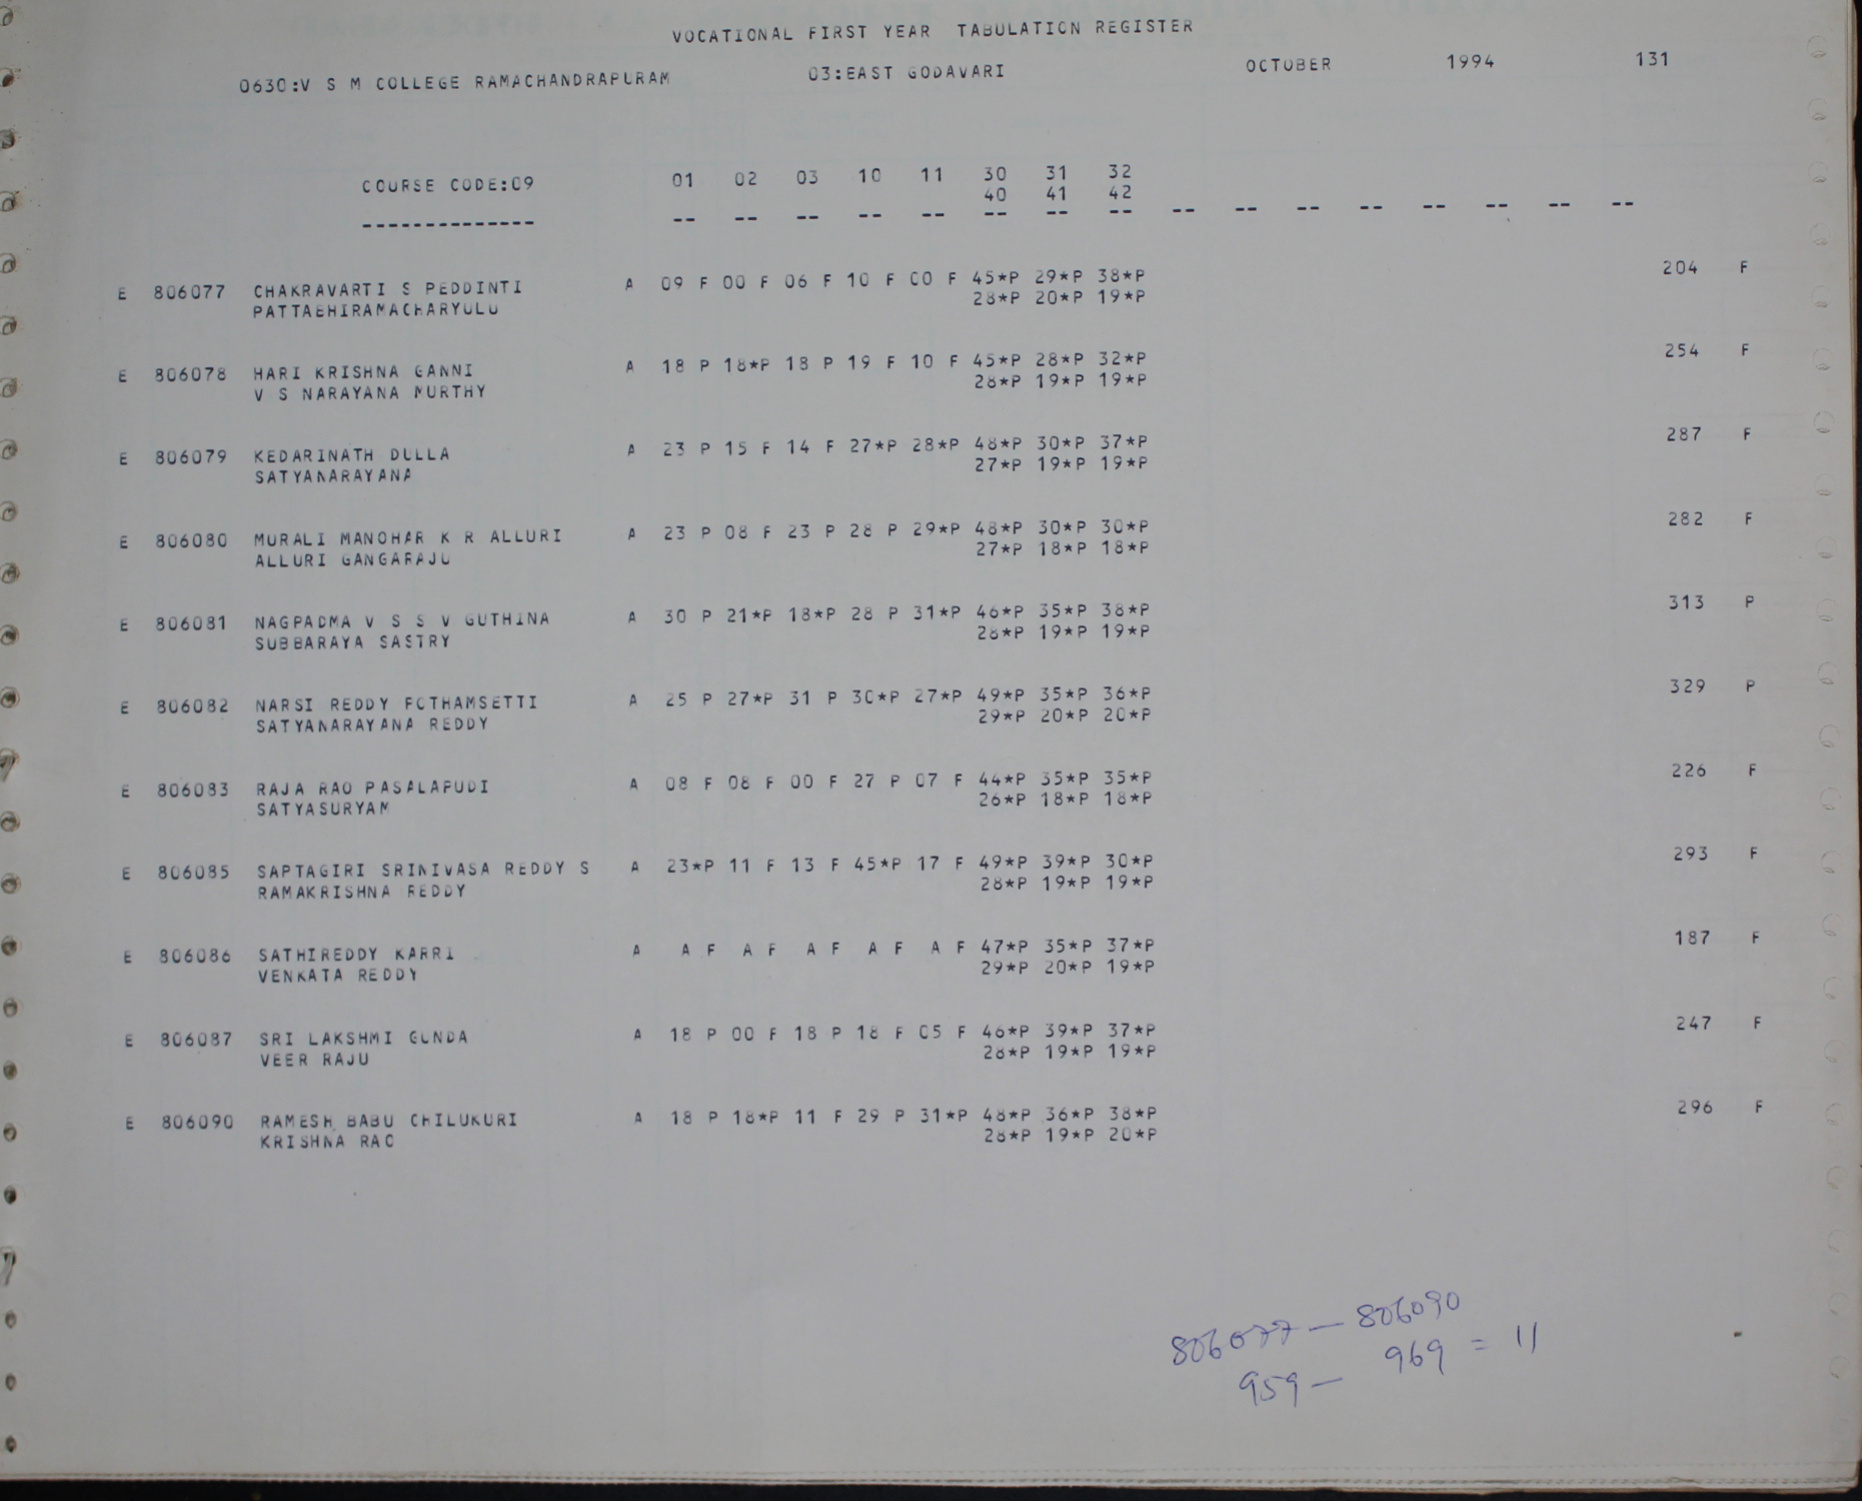 VOCATIONAL FIRST YEAR TABULATION REGISTER
0630:V S M COLLEGE RAMACHANDRAPURAM 03:EAST GODAVARI OCTOBER 1994 131
COURSE CODE:09 01 02 03 10 11 30 31 32
40 41 42
-------------- -- -- -- -- -- -- -- -- -- -- -- -- -- -- -- --
E 806077 CHAKRAVARTI S PEDDINTI A 09 F 00 F 06 F 10 F 00 F 45*P 29*P 38*P 204 F
PATTABHIRAMACHARYULU 28*P 20*P 19*P
E 806078 HARI KRISHNA GANNI A 18 P 18*P 18 P 19 F 10 F 45*P 28*P 32*P 254 F
V S NARAYANA MURTHY 28*P 19*P 19*P
E 806079 KEDARINATH DULLA A 23 P 15 F 14 F 27*P 28*P 48*P 30*P 37*P 287 F
SATYANARAYANA 27*P 19*P 19*P
E 806080 MURALI MANOHAR K R ALLURI A 23 P 08 F 23 P 28 P 29*P 48*P 30*P 30*P 282 F
ALLURI GANGARAJU 27*P 18*P 18*P
E 806081 NAGPADMA V S S V GUTHINA A 30 P 21*P 18*P 28 P 31*P 46*P 35*P 38*P 313 P
SUBBARAYA SASTRY 28*P 19*P 19*P
E 806082 NARSI REDDY POTHAMSETTI A 25 P 27*P 31 P 30*P 27*P 49*P 35*P 36*P 329 P
SATYANARAYANA REDDY 29*P 20*P 20*P
E 806083 RAJA RAO PASALAPUDI A 08 F 08 F 00 F 27 P 07 F 44*P 35*P 35*P 226 F
SATYASURYAM 26*P 18*P 18*P
E 806085 SAPTAGIRI SRINIVASA REDDY S A 23*P 11 F 13 F 45*P 17 F 49*P 39*P 30*P 293 F
RAMAKRISHNA REDDY 28*P 19*P 19*P
E 806086 SATHIREDDY KARRI A A F A F A F A F A F 47*P 35*P 37*P 187 F
VENKATA REDDY 29*P 20*P 19*P
E 806087 SRI LAKSHMI GUNDA A 18 P 00 F 18 P 18 F 05 F 46*P 39*P 37*P 247 F
VEER RAJU 28*P 19*P 19*P
E 806090 RAMESH BABU CHILUKURI A 18 P 18*P 11 F 29 P 31*P 48*P 36*P 38*P 296 F
KRISHNA RAO 28*P 19*P 20*P
806077 — 806090
959 — 969 = 11